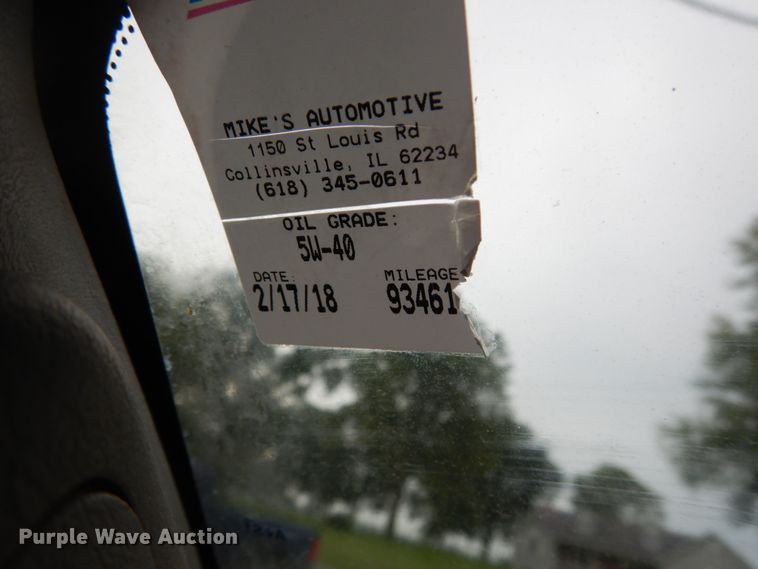 MIKE'S AUTOMOTIVE
1150 St Louis Rd
Collinsville, IL 62234
(618) 345-0611
OIL GRADE:
5W-40
DATE: MILEAGE:
2/17/18 93461
Purple Wave Auction